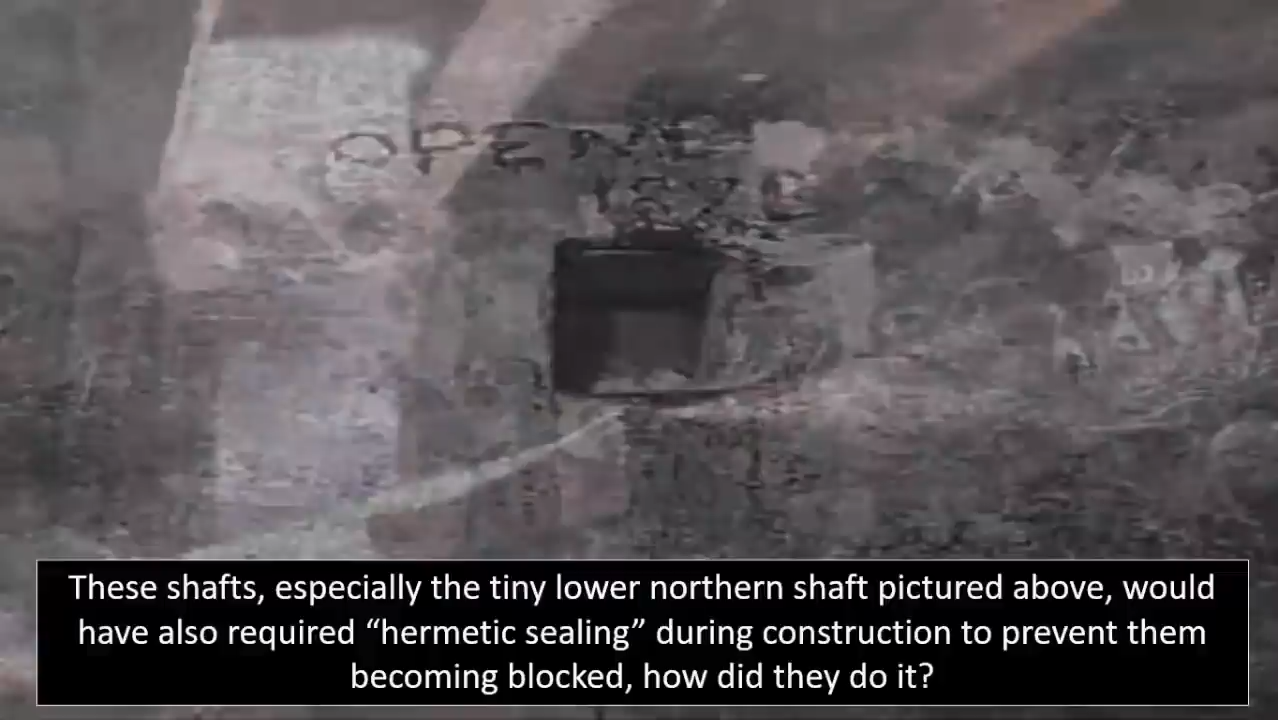 OPENED
187
These shafts, especially the tiny lower northern shaft pictured above, would
have also required “hermetic sealing” during construction to prevent them
becoming blocked, how did they do it?